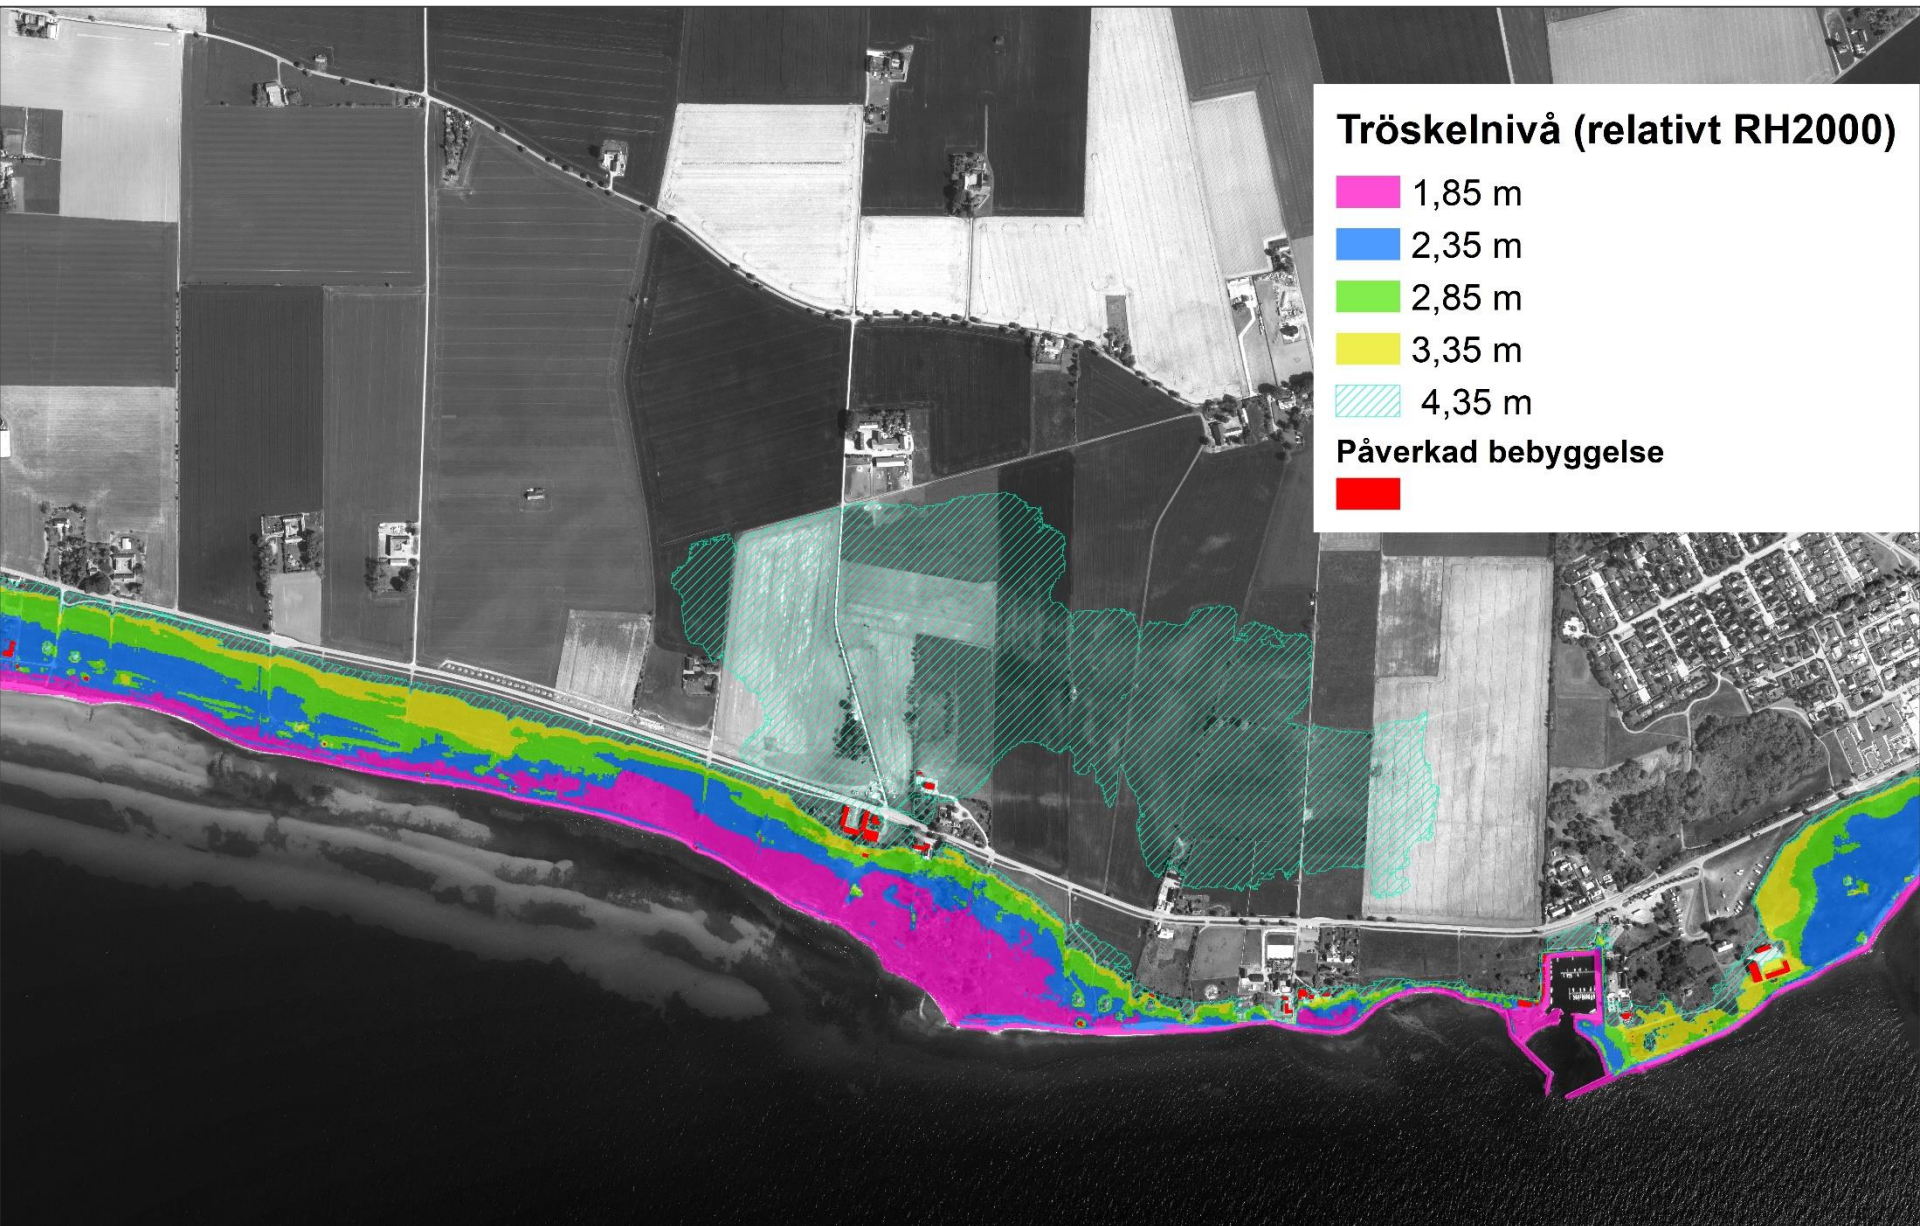 Tröskelnivå (relativt RH2000)
1,85 m
2,35 m
2,85 m
3,35 m
4,35 m
Påverkad bebyggelse